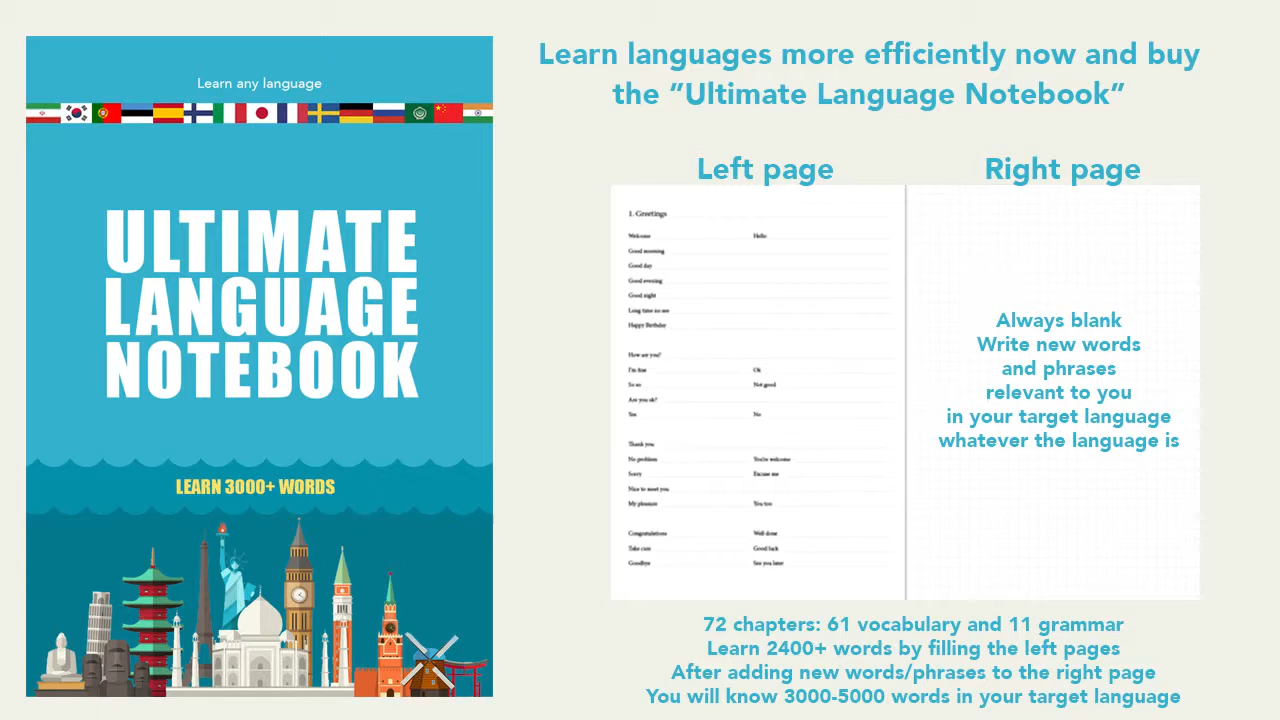 Learn any language
ULTIMATE
LANGUAGE
NOTEBOOK
LEARN 3000+ WORDS
Learn languages more efficiently now and buy
the ”Ultimate Language Notebook”
Left page
Right page
1. Greetings
Welcome Hello
Good morning
Good day
Good evening
Good night
Long time no see
Happy Birthday
How are you?
I'm fine Ok
So so Not good
Are you ok?
Yes No
Thank you
No problem You're welcome
Sorry Excuse me
Nice to meet you
My pleasure You too
Congratulations Well done
Take care Good luck
Goodbye See you later
Always blank
Write new words
and phrases
relevant to you
in your target language
whatever the language is
72 chapters: 61 vocabulary and 11 grammar
Learn 2400+ words by filling the left pages
After adding new words/phrases to the right page
You will know 3000-5000 words in your target language